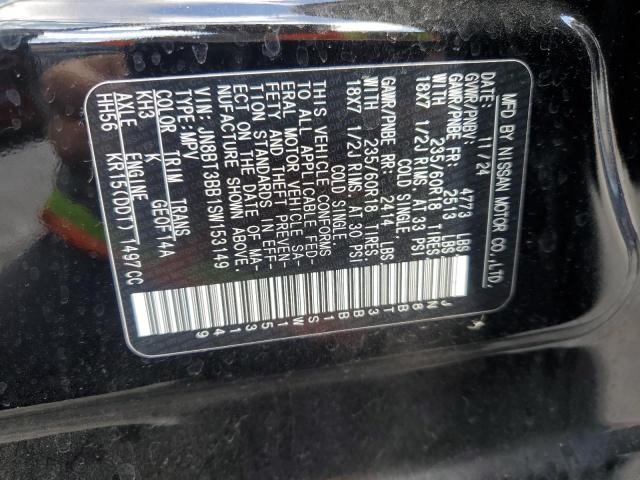 MFD BY NISSAN MOTOR CO.,LTD.
DATE: 11/24
GVWR/PNBV: 4773 LBS.
GAWR/PNBE FR: 2513 LBS.
WITH 235/60R18 TIRES,
18X7 1/2J RIMS AT 33 PSI
COLD SINGLE.
GAWR/PNBE RR: 2414 LBS.
WITH 235/60R18 TIRES,
18X7 1/2J RIMS AT 30 PSI
COLD SINGLE.
THIS VEHICLE CONFORMS
TO ALL APPLICABLE FED-
ERAL MOTOR VEHICLE SA-
FETY AND THEFT PREVEN-
TION STANDARDS IN EFF-
ECT ON THE DATE OF MA-
NUFACTURE SHOWN ABOVE.
VIN: JN8BT3BB1SW153149
TYPE: MPV
COLOR TRIM TRANS
KH3 K GE0F14A
AXLE ENGINE
HH56 KR15(DDT) 1497CC
JN8BT3BB1SW153149